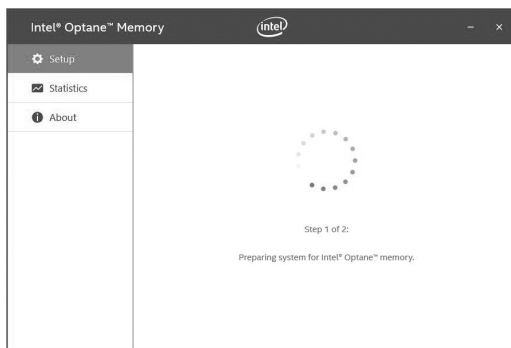 Intel® Optane™ Memory
intel
Setup
Statistics
About
Step 1 of 2:
Preparing system for Intel® Optane™ memory.